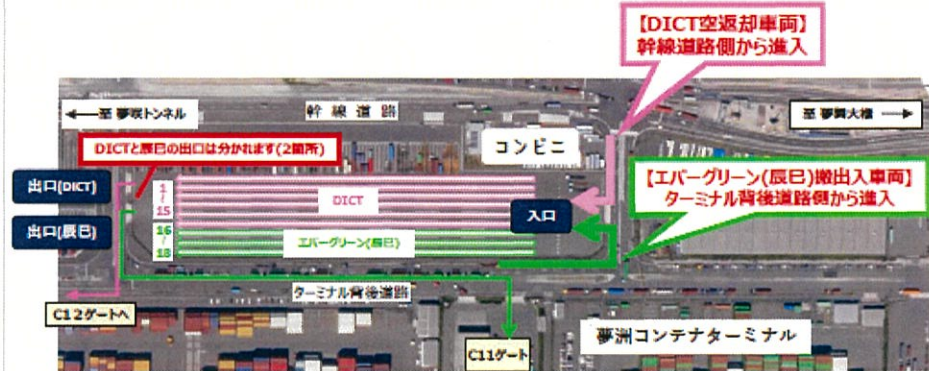 【DICT空返却車両】
幹線道路側から進入
←至 夢咲トンネル
幹線道路
至 夢舞大橋→
DICTと辰巳の出口は分かれます(2箇所)
コンビニ
出口(DICT)
1
~
15
DICT
入口
【エバーグリーン(辰巳)搬出入車両】
ターミナル背後道路側から進入
出口(辰巳)
16
~
18
エバーグリーン(辰巳)
ターミナル背後道路
C12ゲートへ
C11ゲート
夢洲コンテナターミナル